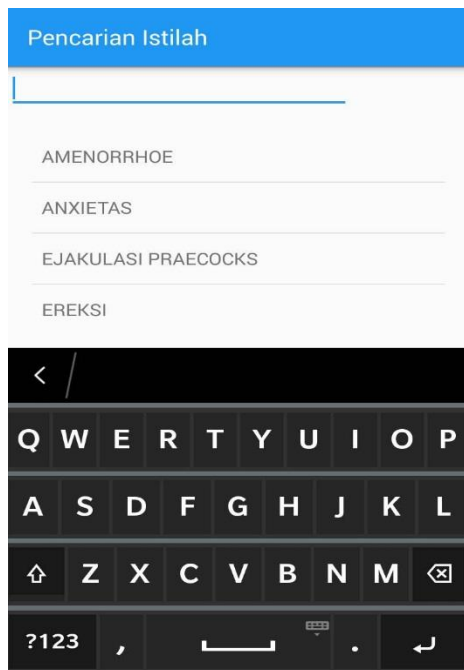 Pencarian Istilah
AMENORRHOE
ANXIETAS
EJAKULASI PRAECOCKS
EREKSI
Q W E R T Y U I O P
A S D F G H J K L
Z X C V B N M
?123 , .